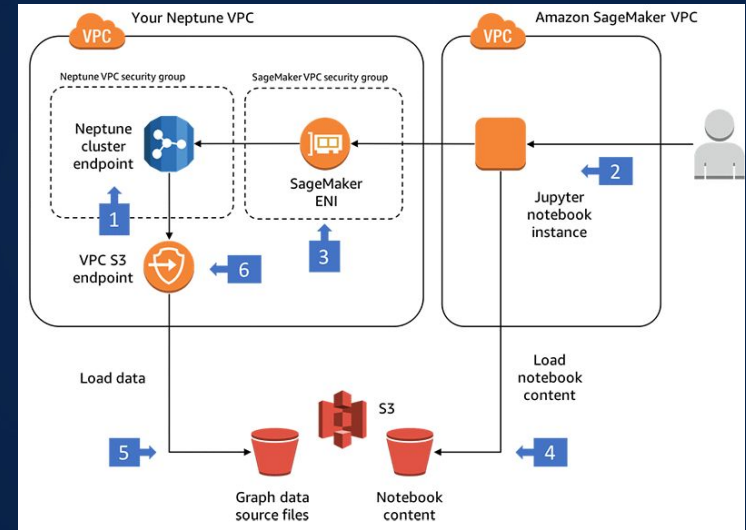 Your Neptune VPC
VPC
Amazon SageMaker VPC
VPC
Neptune VPC security group
SageMaker VPC security group
Neptune
cluster
endpoint
SageMaker
ENI
1
2
3
Jupyter
notebook
instance
VPC S3
endpoint
6
Load data
Load
notebook
content
S3
5
4
Graph data
source files
Notebook
content